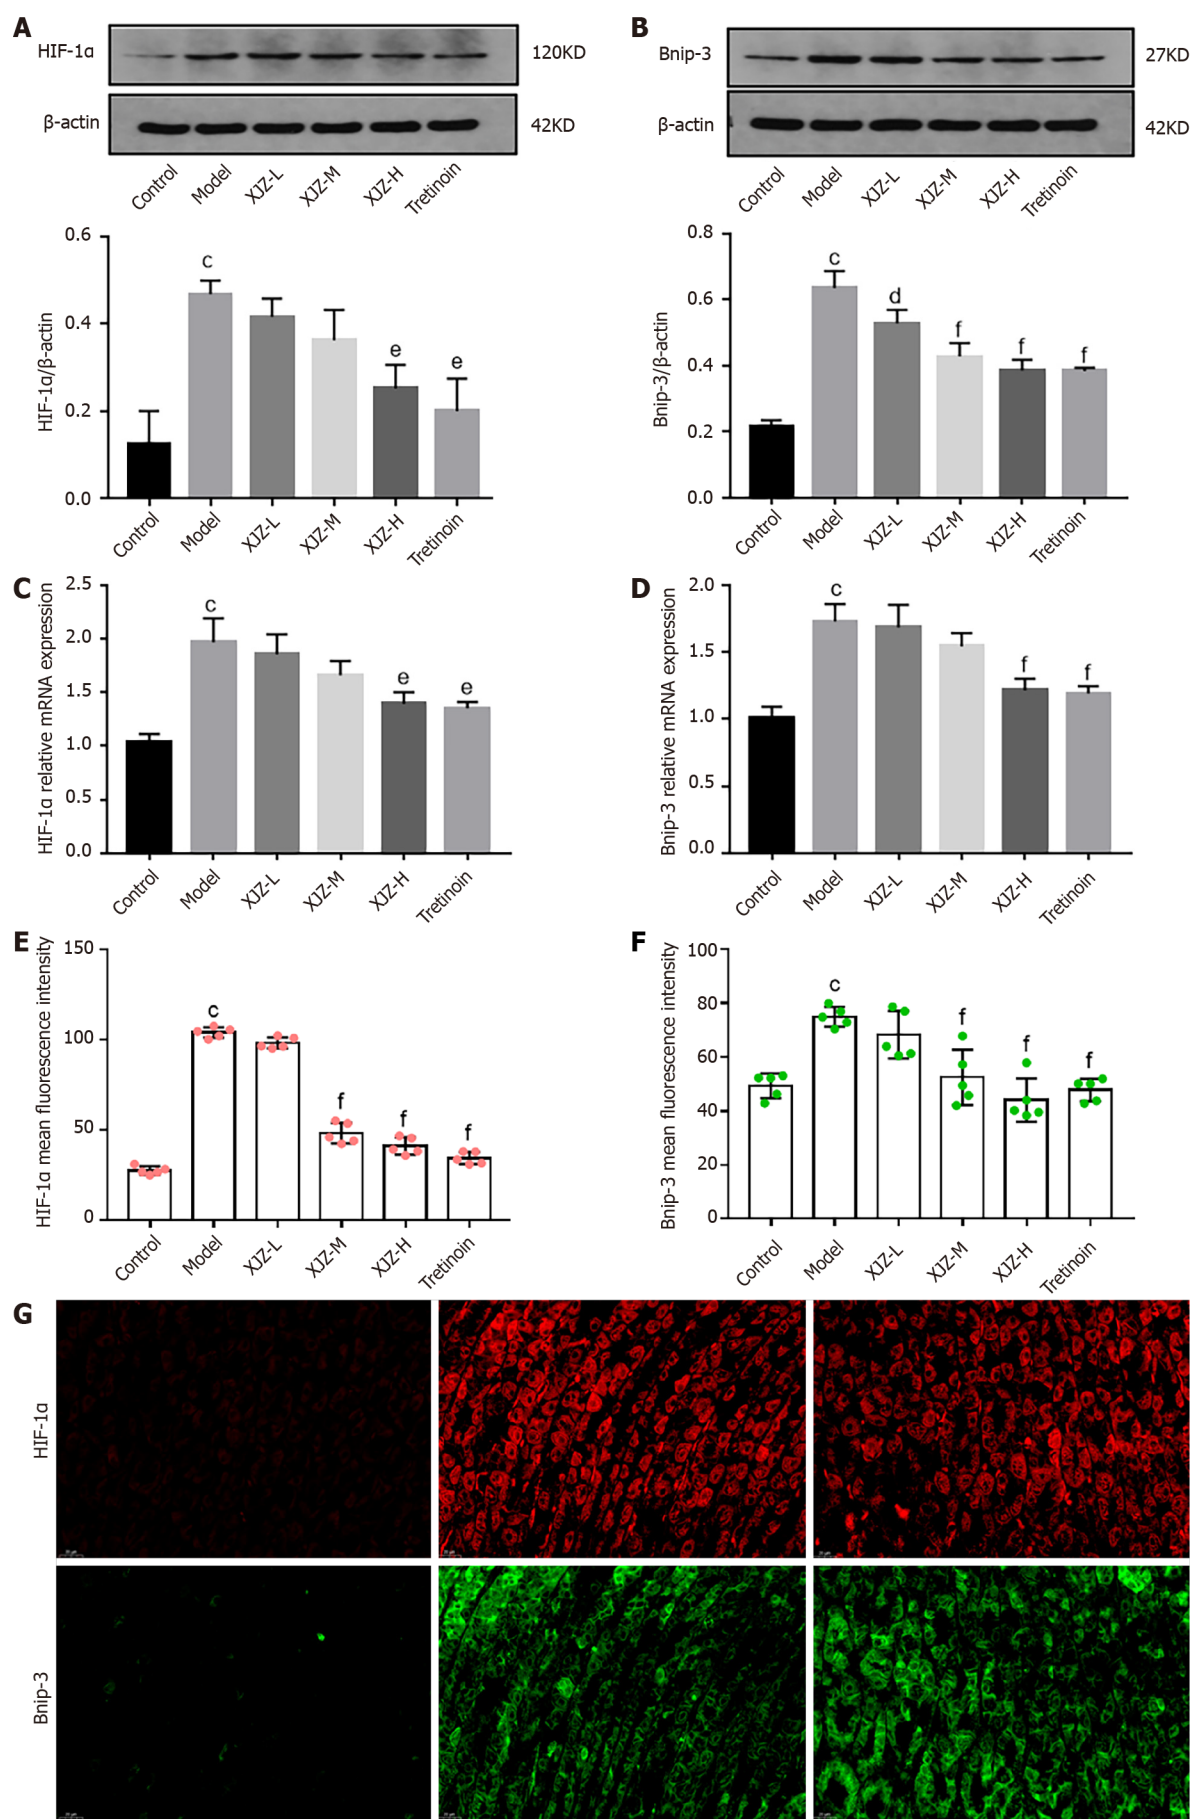 A
HIF-1α
120KD
β-actin
42KD
Control Model XJZ-L XJZ-M XJZ-H Tretinoin
HIF-1α/β-actin
0.6
0.4
0.2
0.0
c
e
e
Control Model XJZ-L XJZ-M XJZ-H Tretinoin
B
Bnip-3
27KD
β-actin
42KD
Control Model XJZ-L XJZ-M XJZ-H Tretinoin
Bnip-3/β-actin
0.8
0.6
0.4
0.2
0.0
c
d
f
f
f
Control Model XJZ-L XJZ-M XJZ-H Tretinoin
C
HIF-1α relative mRNA expression
2.5
2.0
1.5
1.0
0.5
0.0
c
e
e
Control Model XJZ-L XJZ-M XJZ-H Tretinoin
D
Bnip-3 relative mRNA expression
2.0
1.5
1.0
0.5
0.0
c
f
f
Control Model XJZ-L XJZ-M XJZ-H Tretinoin
E
HIF-1α mean fluorescence intensity
150
100
50
0
c
f
f
f
Control Model XJZ-L XJZ-M XJZ-H Tretinoin
F
Bnip-3 mean fluorescence intensity
100
80
60
40
20
0
c
f
f
f
Control Model XJZ-L XJZ-M XJZ-H Tretinoin
G
HIF-1α
Bnip-3